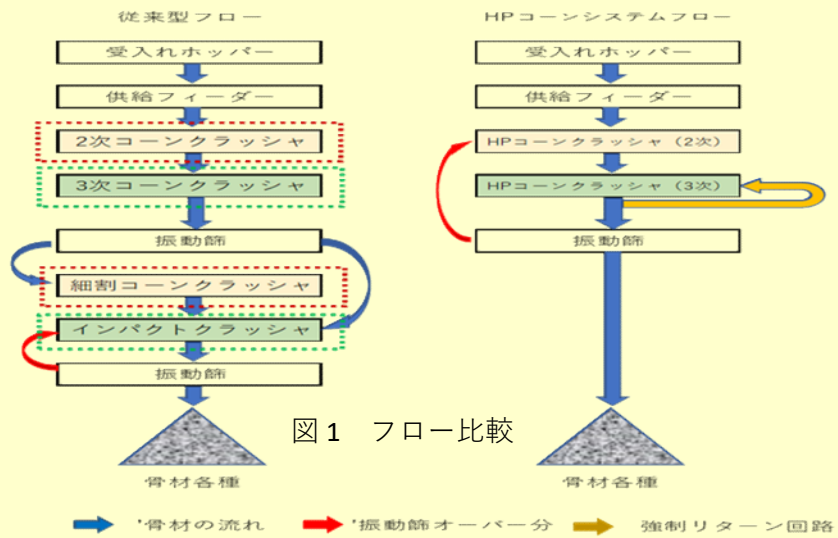 従来型フロー
受入れホッパー
供給フィーダー
2次コーンクラッシャ
3次コーンクラッシャ
振動篩
細割コーンクラッシャ
インパクトクラッシャ
振動篩
骨材各種
HPコーンシステムフロー
受入れホッパー
供給フィーダー
HPコーンクラッシャ（2次）
HPコーンクラッシャ（3次）
振動篩
骨材各種
図1　フロー比較
'骨材の流れ
'振動篩オーバー分
強制リターン回路